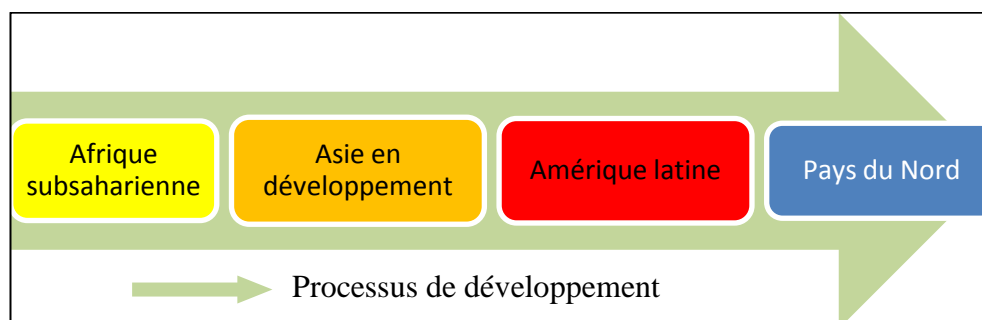 Afrique
subsaharienne
Asie en
développement
Amérique latine
Pays du Nord
Processus de développement